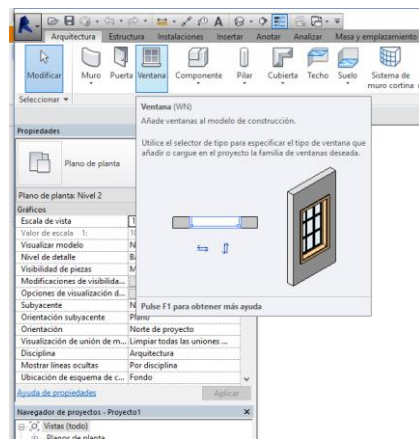 Arquitectura Estructura Instalaciones Insertar Anotar Analizar Masa y emplazamiento
Modificar Muro Puerta Ventana Componente Pilar Cubierta Techo Suelo Sistema de
muro cortina
Seleccionar
Propiedades
Plano de planta
Plano de planta: Nivel 2
Gráficos
Escala de vista
Valor de escala 1:
Visualizar modelo
Nivel de detalle
Visibilidad de piezas
Modificaciones de visibilida...
Opciones de visualización d...
Subyacente
Orientación subyacente Plano
Orientación Norte de proyecto
Visualización de unión de m... Limpiar todas las uniones ...
Disciplina Arquitectura
Mostrar líneas ocultas Por disciplina
Ubicación de esquema de c... Fondo
Ayuda de propiedades Aplicar
Navegador de proyectos - Proyecto1
Vistas (todo)
Planos de planta
Ventana (WN)
Añade ventanas al modelo de construcción.
Utilice el selector de tipo para especificar el tipo de ventana que
añadir o cargue en el proyecto la familia de ventanas deseada.
Pulse F1 para obtener más ayuda